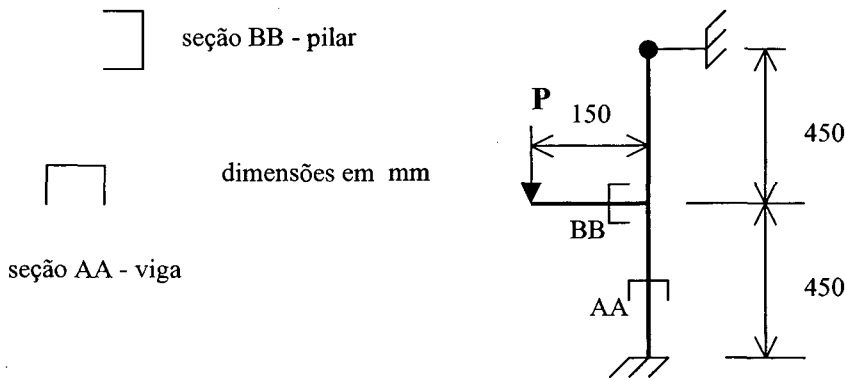 seção BB - pilar
dimensões em mm
seção AA - viga
P
150
450
BB
AA
450